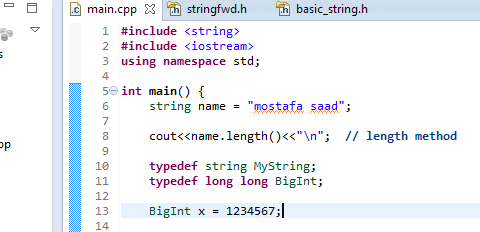 main.cpp stringfwd.h basic_string.h
s
pp
1 #include <string>
2 #include <iostream>
3 using namespace std;
4
5 int main() {
6 string name = "mostafa saad";
7
8 cout<<name.length()<<"\n";  // length method
9
10 typedef string MyString;
11 typedef long long BigInt;
12
13 BigInt x = 1234567;
14